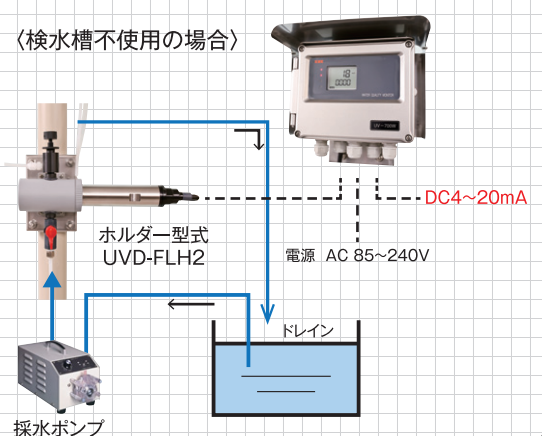 〈検水槽不使用の場合〉
DC4～20mA
ホルダー型式
UVD-FLH2
電源 AC 85～240V
ドレイン
採水ポンプ